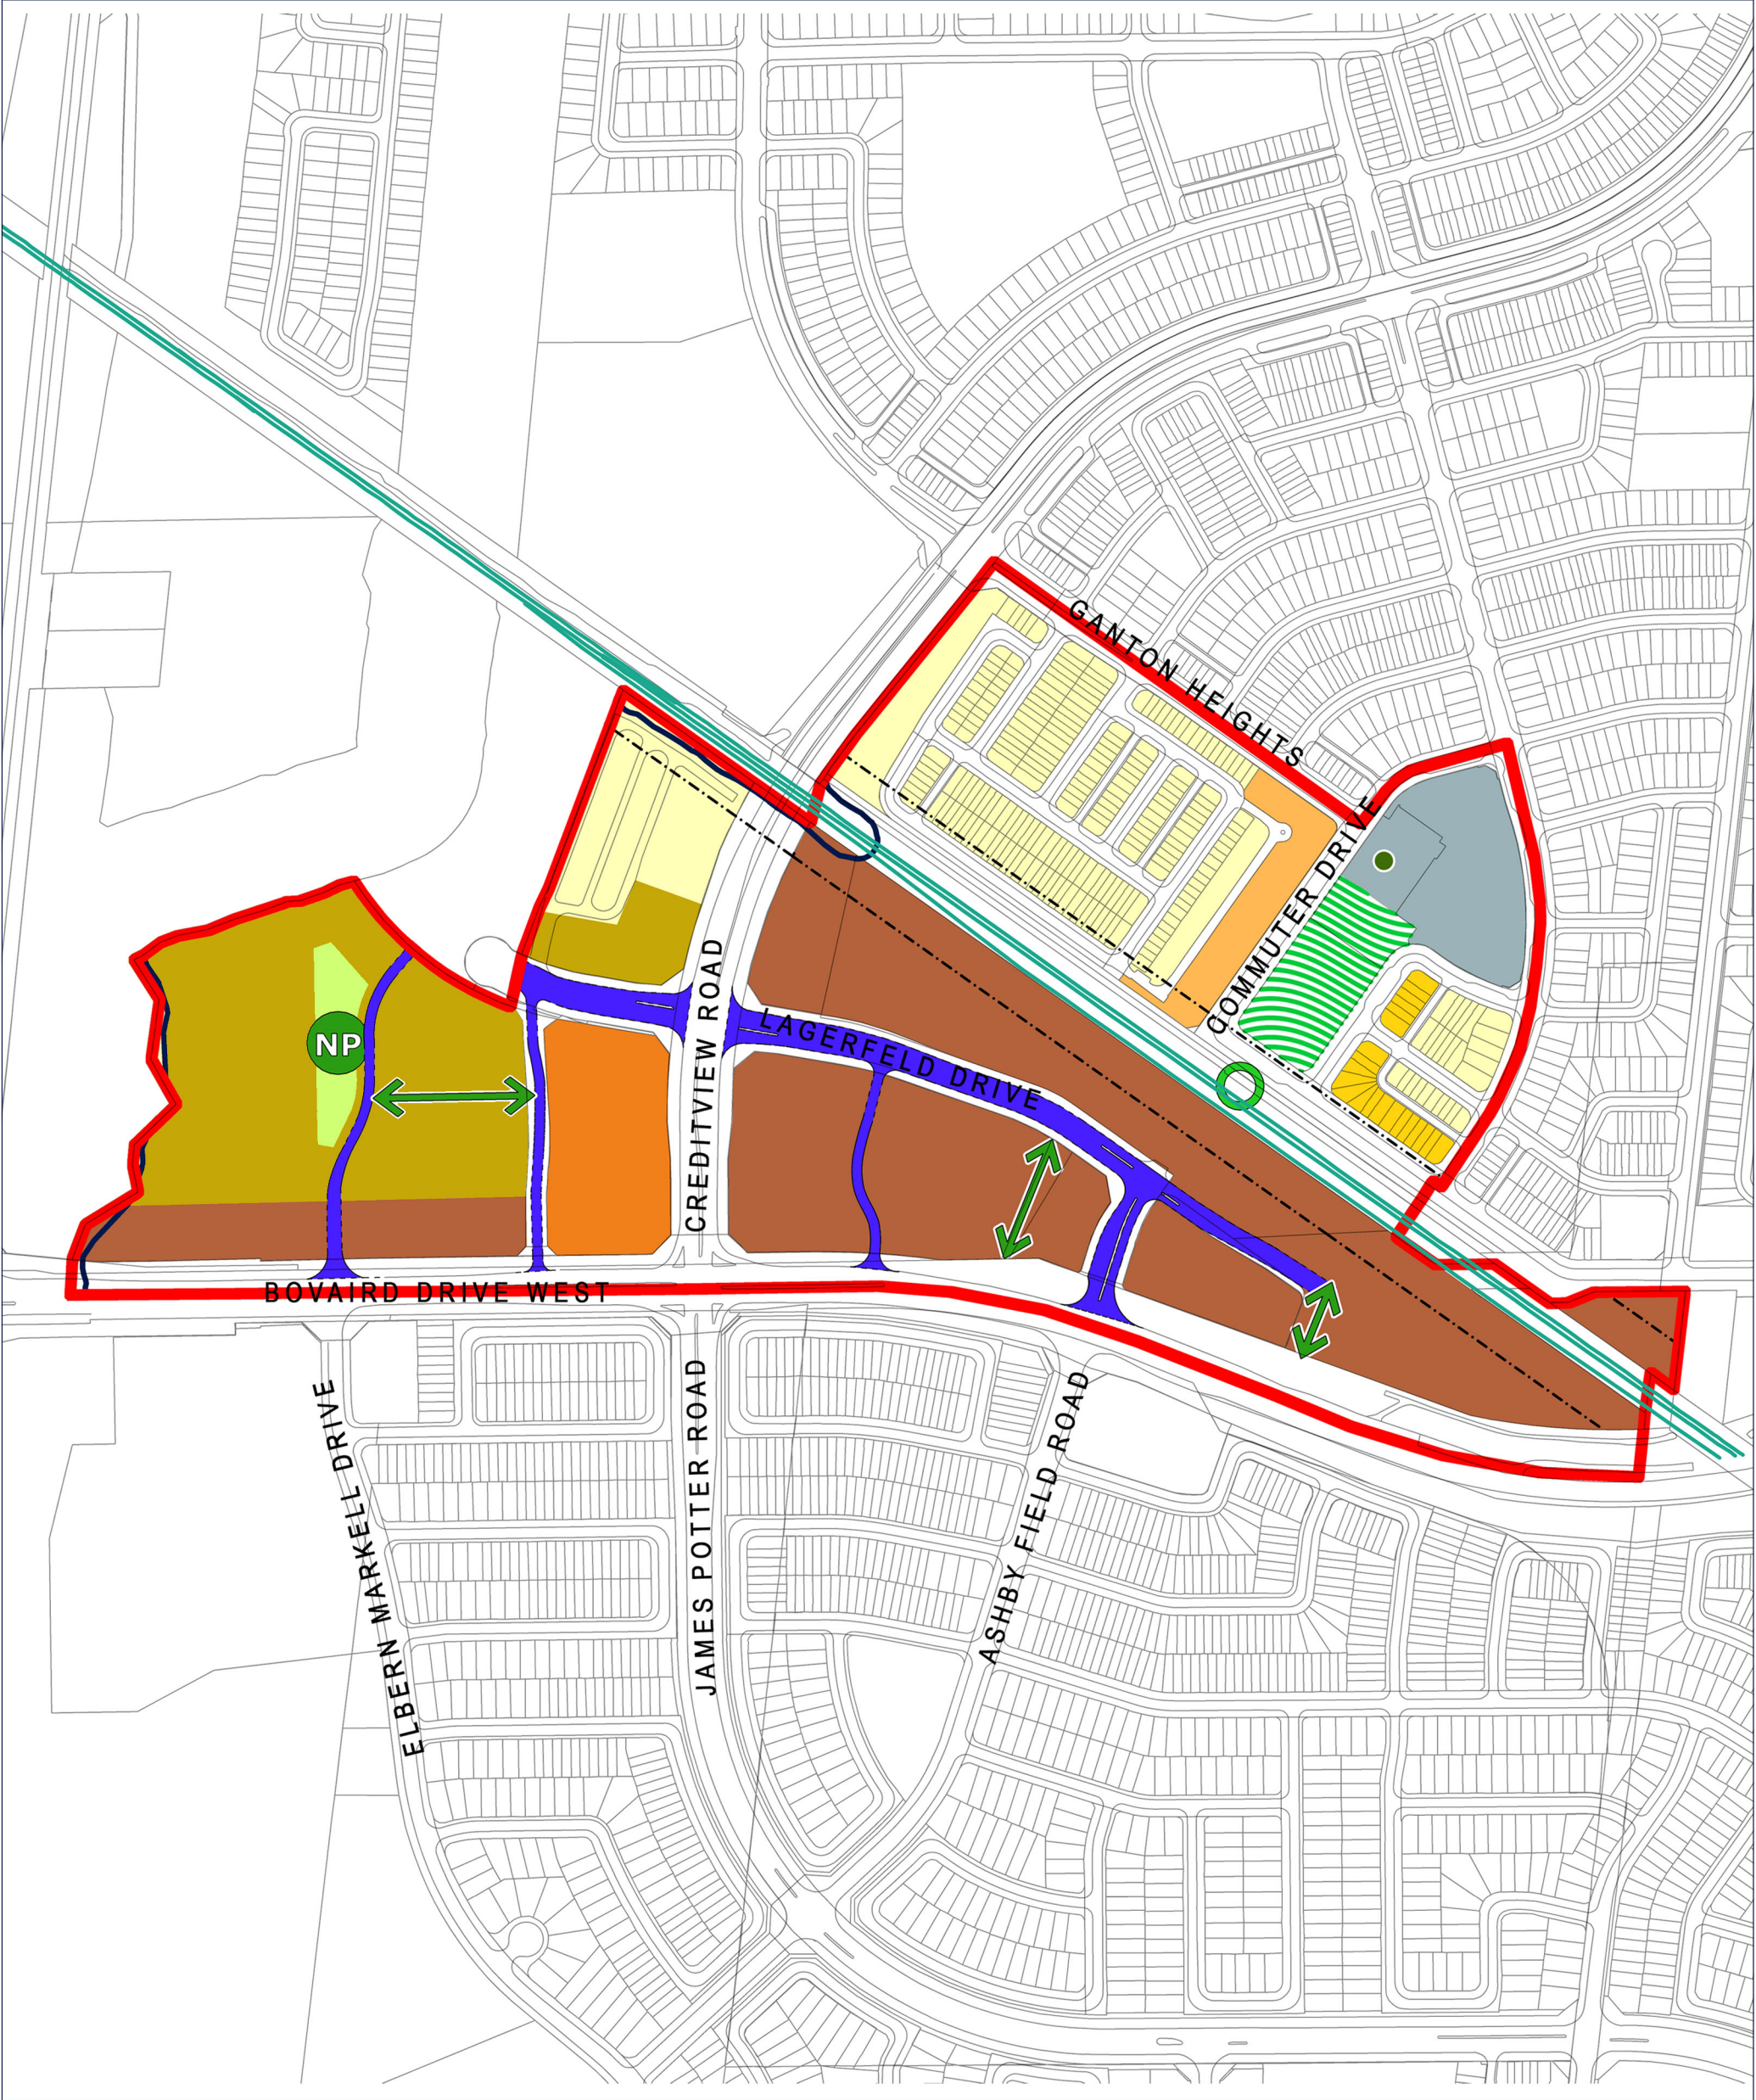 GANTON HEIGHTS
COMMUTER DRIVE
CREDITVIEW ROAD
LAGERFELD DRIVE
NP
BOVAIRD DRIVE WEST
ELBERN MARKELL DRIVE
JAMES POTTER ROAD
ASHBY FIELD ROAD